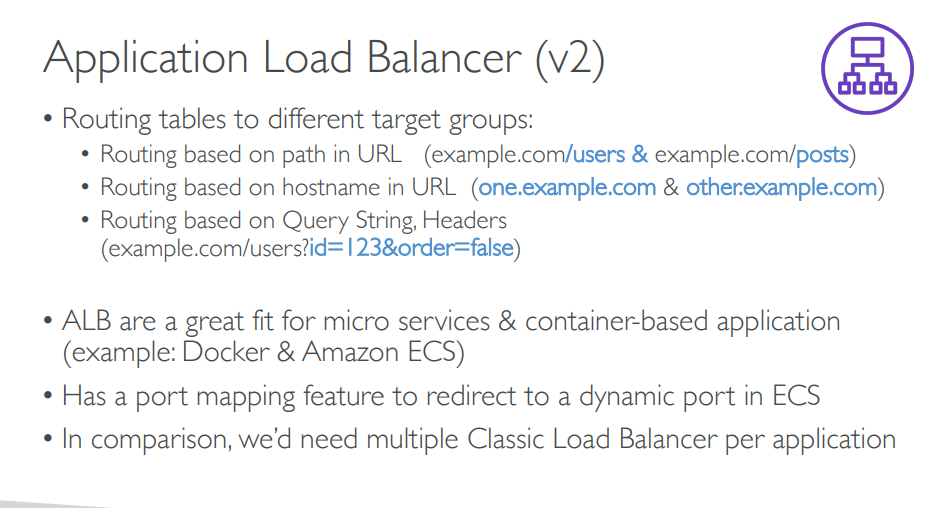 Application Load Balancer (v2)
• Routing tables to different target groups:
• Routing based on path in URL (example.com/users & example.com/posts)
• Routing based on hostname in URL (one.example.com & other.example.com)
• Routing based on Query String, Headers
(example.com/users?id=123&order=false)
• ALB are a great fit for micro services & container-based application
(example: Docker & Amazon ECS)
• Has a port mapping feature to redirect to a dynamic port in ECS
• In comparison, we’d need multiple Classic Load Balancer per application